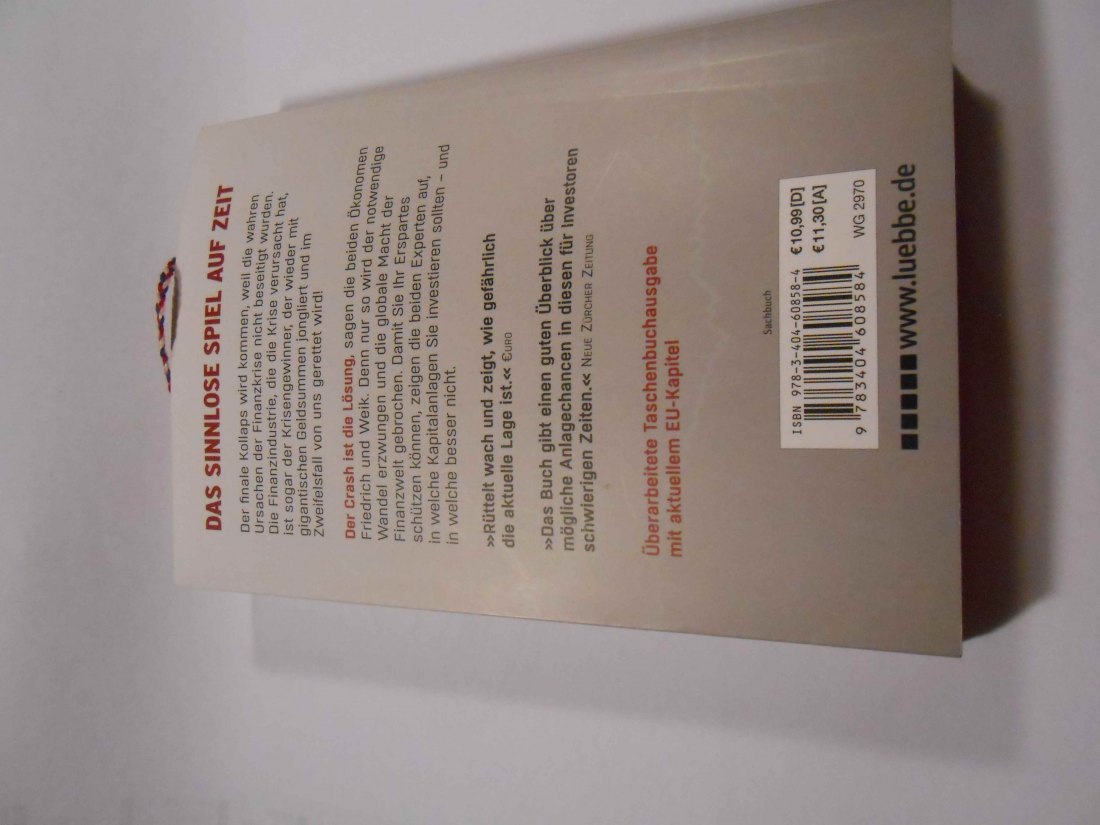 DAS SINNLOSE SPIEL AUF ZEIT
Der finale Kollaps wird kommen, weil die wahren
Ursachen der Finanzkrise nicht beseitigt wurden.
Die Finanzindustrie, die die Krise verursacht hat,
ist sogar der Krisengewinner, der wieder mit
gigantischen Geldsummen jongliert und im
Zweifelsfall von uns gerettet wird!
Der Crash ist die Lösung, sagen die beiden Ökonomen
Friedrich und Weik. Denn nur so wird der notwendige
Wandel erzwungen und die globale Macht der
Finanzwelt gebrochen. Damit Sie Ihr Erspartes
schützen können, zeigen die beiden Experten auf,
in welche Kapitalanlagen Sie investieren sollten – und
in welche besser nicht.
»Rüttelt wach und zeigt, wie gefährlich
die aktuelle Lage ist.« €URO
»Das Buch gibt einen guten Überblick über
mögliche Anlagechancen in diesen für Investoren
schwierigen Zeiten.« NEUE ZÜRCHER ZEITUNG
Überarbeitete Taschenbuchausgabe
mit aktuellem EU-Kapitel
Sachbuch
ISBN 978-3-404-60858-4
9 783404 608584
€ 10,99 [D]
€ 11,30 [A]
WG 2970
www.luebbe.de